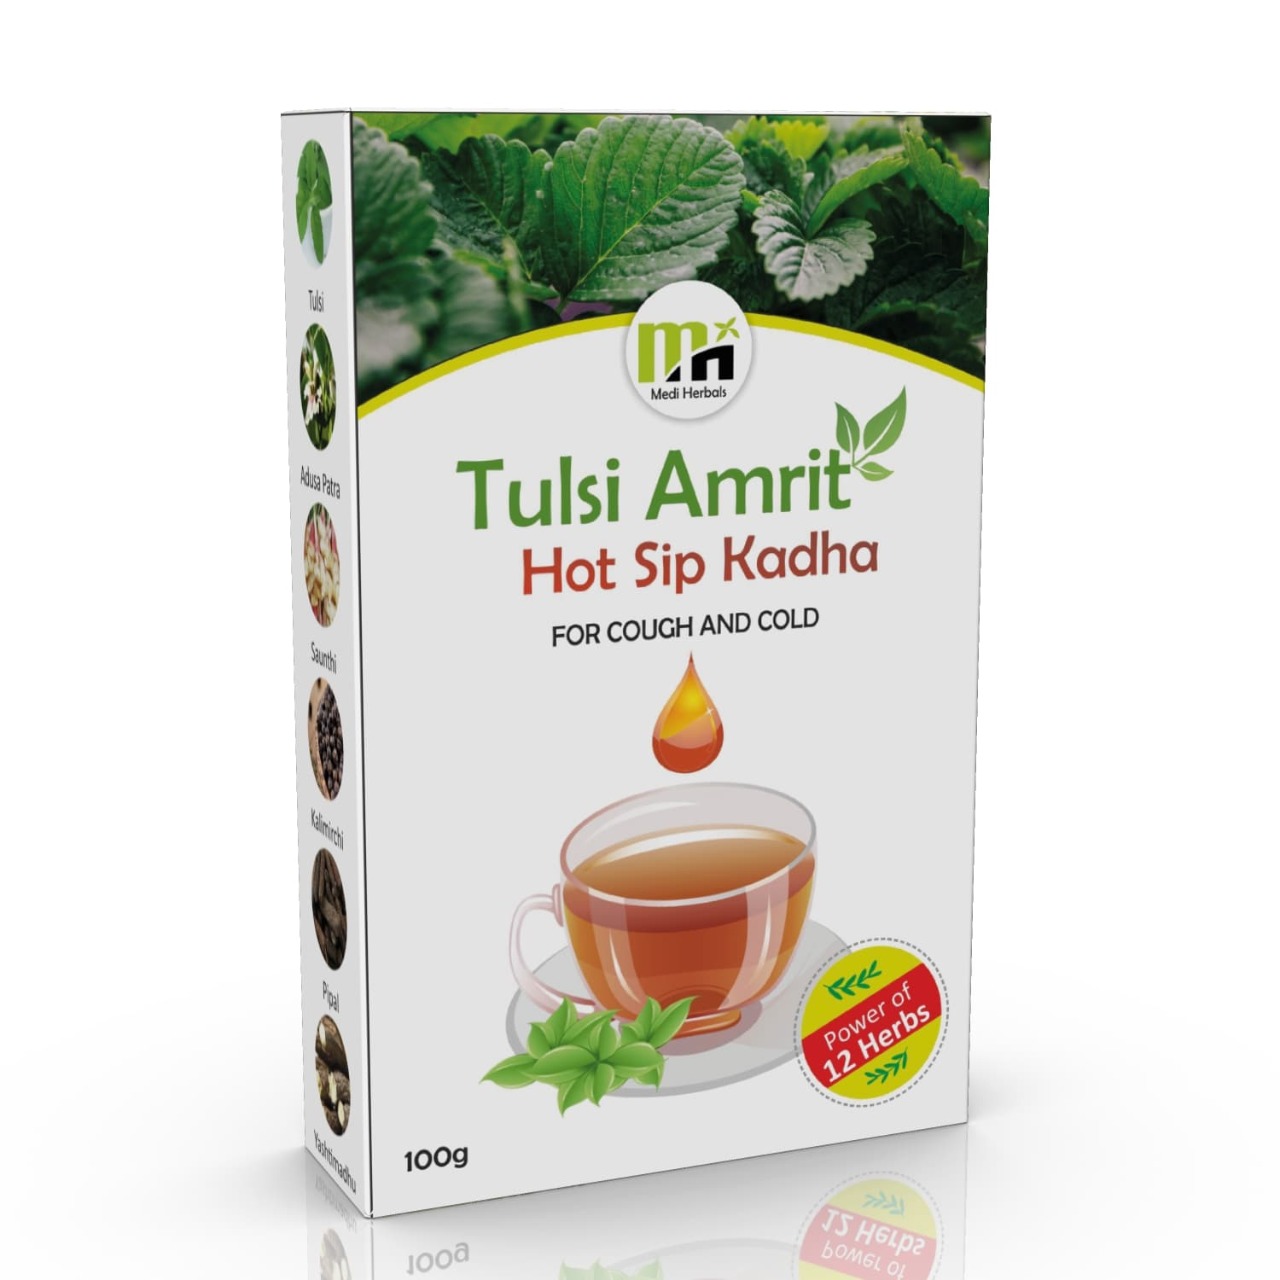 Tulsi
Adusa Patra
Saunthi
Kalimirchi
Pipal
Yashtimadhu
mh
Medi Herbals
Tulsi Amrit
Hot Sip Kadha
FOR COUGH AND COLD
Power of
12 Herbs
100g